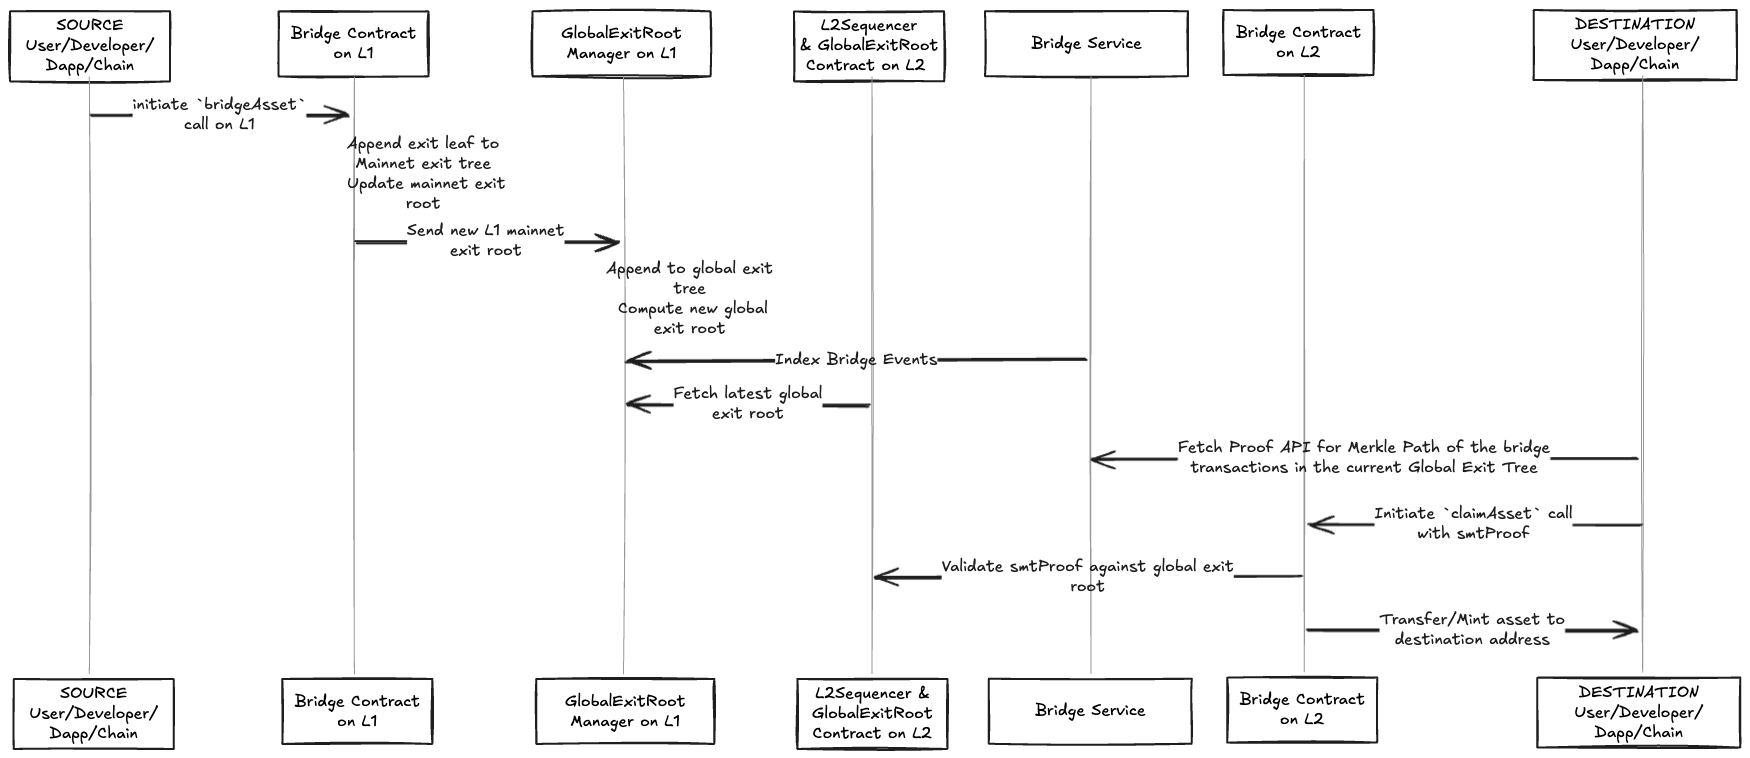 SOURCE
User/Developer/
Dapp/Chain
Bridge Contract
on L1
GlobalExitRoot
Manager on L1
L2Sequencer
& GlobalExitRoot
Contract on L2
Bridge Service
Bridge Contract
on L2
DESTINATION
User/Developer/
Dapp/Chain
initiate `bridgeAsset`
call on L1
Append exit leaf to
Mainnet exit tree
Update mainnet exit
root
Send new L1 mainnet
exit root
Append to global exit
tree
Compute new global
exit root
Index Bridge Events
Fetch latest global
exit root
Fetch Proof API for Merkle Path of the bridge
transactions in the current Global Exit Tree
Initiate `claimAsset` call
with smtProof
Validate smtProof against global exit
root
Transfer/Mint asset to
destination address
SOURCE
User/Developer/
Dapp/Chain
Bridge Contract
on L1
GlobalExitRoot
Manager on L1
L2Sequencer &
GlobalExitRoot
Contract on L2
Bridge Service
Bridge Contract
on L2
DESTINATION
User/Developer/
Dapp/Chain